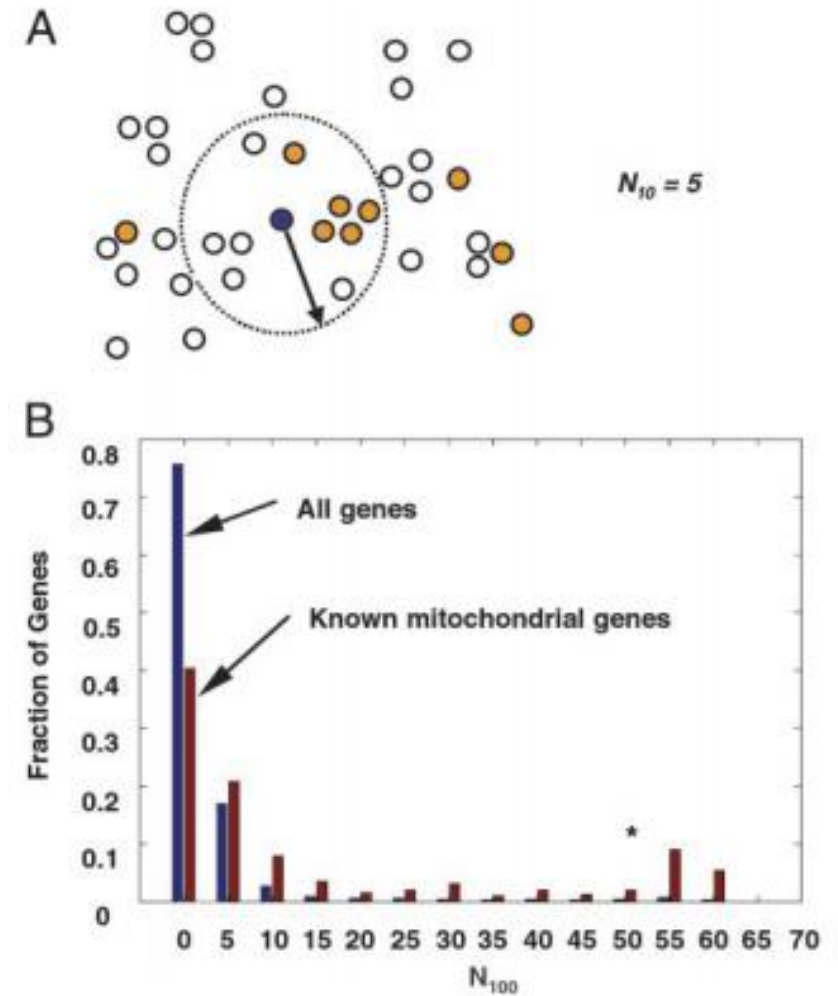 A
N10 = 5
B
0.8
0.7
0.6
0.5
0.4
0.3
0.2
0.1
0
Fraction of Genes
All genes
Known mitochondrial genes
*
0 5 10 15 20 25 30 35 40 45 50 55 60 65 70
N100